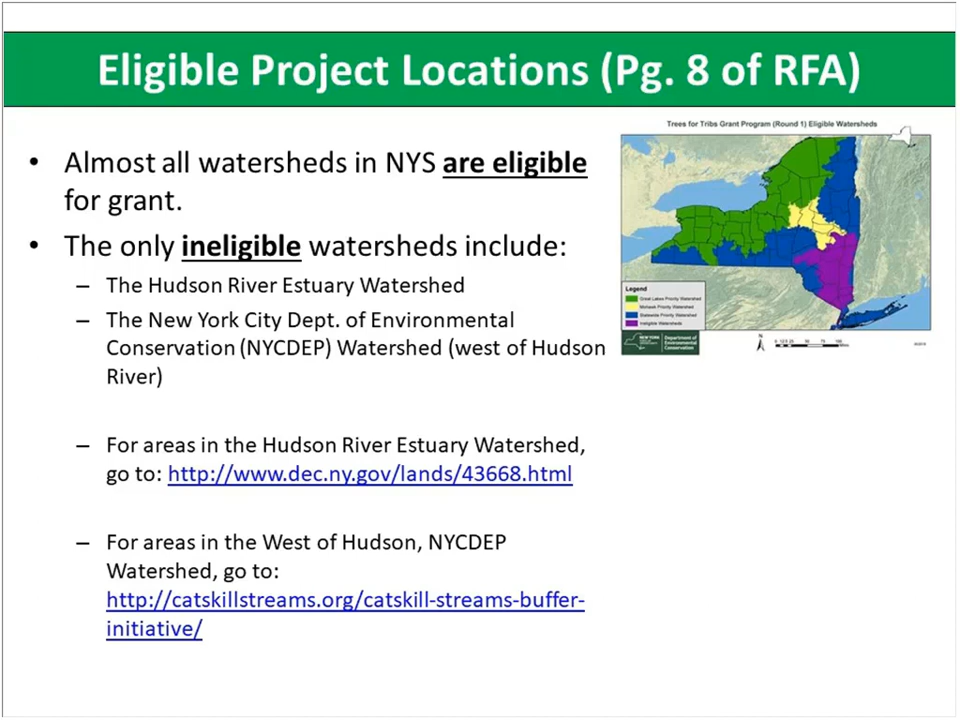 Eligible Project Locations (Pg. 8 of RFA)
• Almost all watersheds in NYS are eligible
for grant.
• The only ineligible watersheds include:
– The Hudson River Estuary Watershed
– The New York City Dept. of Environmental
Conservation (NYCDEP) Watershed (west of Hudson
River)
– For areas in the Hudson River Estuary Watershed,
go to: http://www.dec.ny.gov/lands/43668.html
– For areas in the West of Hudson, NYCDEP
Watershed, go to:
http://catskillstreams.org/catskill-streams-buffer-
initiative/
Trees for Tribs Grant Program (Round 1) Eligible Watersheds
Legend
Great Lakes Priority Watershed
Mohawk Priority Watershed
Statewide Priority Watershed
Ineligible Watersheds
NEW YORK
Department of
Environmental
Conservation
N